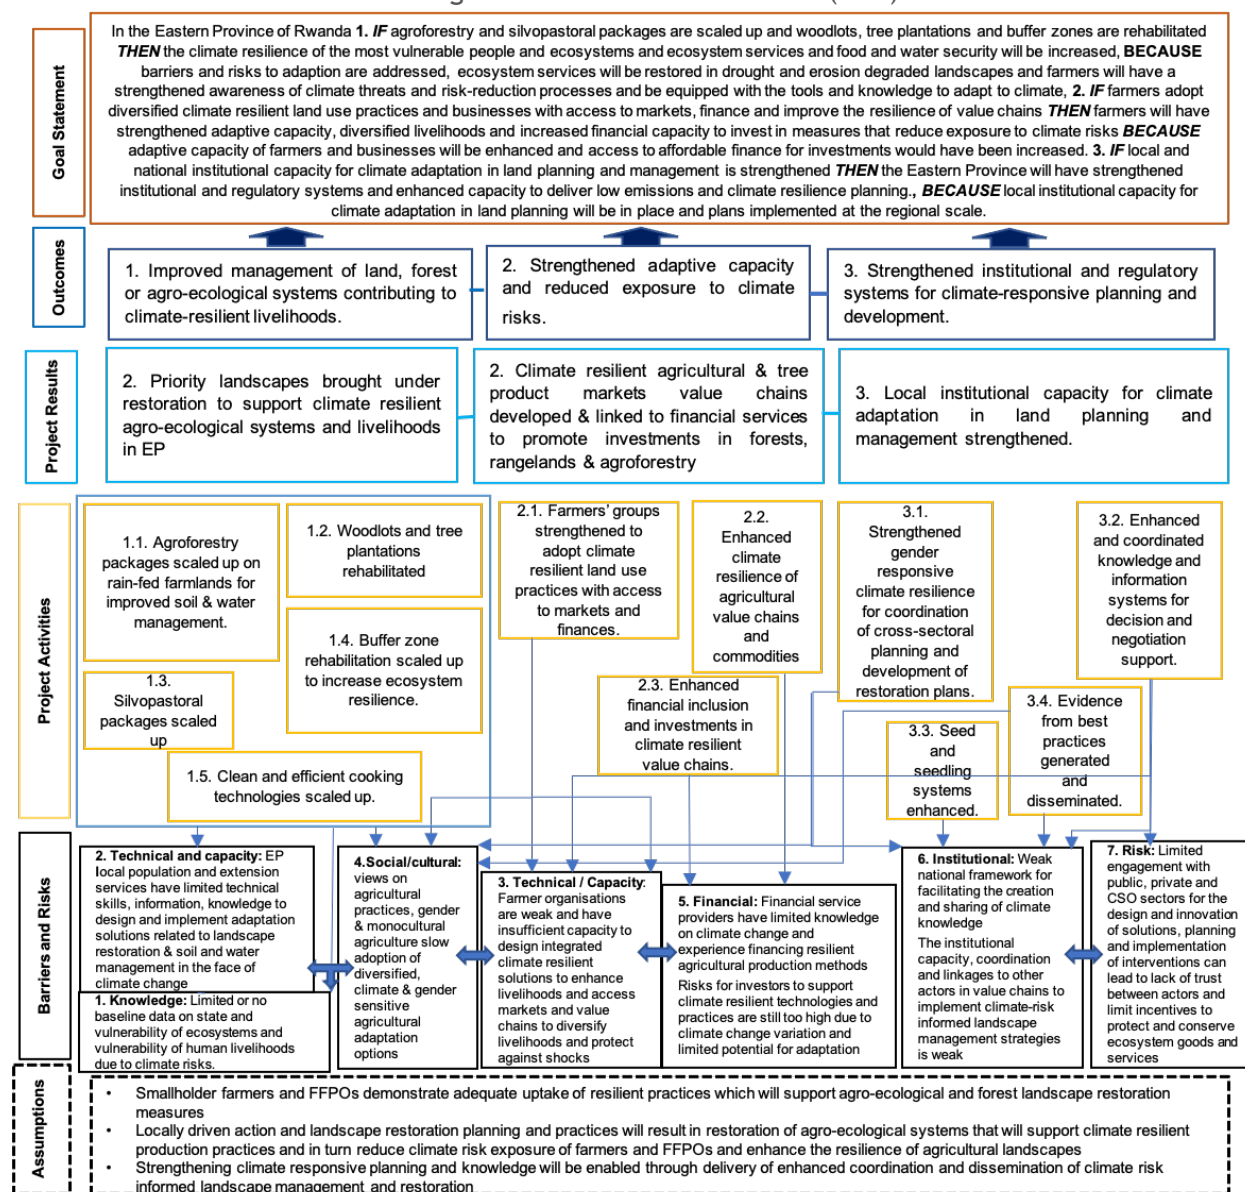 Goal Statement
In the Eastern Province of Rwanda 1. IF agroforestry and silvopastoral packages are scaled up and woodlots, tree plantations and buffer zones are rehabilitated
THEN the climate resilience of the most vulnerable people and ecosystems and ecosystem services and food and water security will be increased, BECAUSE
barriers and risks to adaption are addressed, ecosystem services will be restored in drought and erosion degraded landscapes and farmers will have a
strengthened awareness of climate threats and risk-reduction processes and be equipped with the tools and knowledge to adapt to climate, 2. IF farmers adopt
diversified climate resilient land use practices and businesses with access to markets, finance and improve the resilience of value chains THEN farmers will have
strengthened adaptive capacity, diversified livelihoods and increased financial capacity to invest in measures that reduce exposure to climate risks BECAUSE
adaptive capacity of farmers and businesses will be enhanced and access to affordable finance for investments would have been increased. 3. IF local and
national institutional capacity for climate adaptation in land planning and management is strengthened THEN the Eastern Province will have strengthened
institutional and regulatory systems and enhanced capacity to deliver low emissions and climate resilience planning., BECAUSE local institutional capacity for
climate adaptation in land planning will be in place and plans implemented at the regional scale.
Outcomes
1. Improved management of land, forest
or agro-ecological systems contributing to
climate-resilient livelihoods.
2. Strengthened adaptive capacity
and reduced exposure to climate
risks.
3. Strengthened institutional and regulatory
systems for climate-responsive planning and
development.
Project Results
2. Priority landscapes brought under
restoration to support climate resilient
agro-ecological systems and livelihoods
in EP
2. Climate resilient agricultural & tree
product markets value chains
developed & linked to financial services
to promote investments in forests,
rangelands & agroforestry
3. Local institutional capacity for climate
adaptation in land planning and
management strengthened.
Project Activities
1.1. Agroforestry
packages scaled up on
rain-fed farmlands for
improved soil & water
management.
1.2. Woodlots and tree
plantations
rehabilitated
1.3.
Silvopastoral
packages scaled
up
1.4. Buffer zone
rehabilitation scaled up
to increase ecosystem
resilience.
1.5. Clean and efficient cooking
technologies scaled up.
2.1. Farmers' groups
strengthened to
adopt climate
resilient land use
practices with access
to markets and
finances.
2.2.
Enhanced
climate
resilience of
agricultural
value chains
and
commodities
2.3. Enhanced
financial inclusion
and investments in
climate resilient
value chains.
3.1.
Strengthened
gender
responsive
climate resilience
for coordination
of cross-sectoral
planning and
development of
restoration plans.
3.2. Enhanced
and coordinated
knowledge and
information
systems for
decision and
negotiation
support.
3.3. Seed
and
seedling
systems
enhanced.
3.4. Evidence
from best
practices
generated
and
disseminated.
Barriers and Risks
2. Technical and capacity: EP
local population and extension
services have limited technical
skills, information, knowledge to
design and implement adaptation
solutions related to landscape
restoration & soil and water
management in the face of
climate change
1. Knowledge: Limited or no
baseline data on state and
vulnerability of ecosystems and
vulnerability of human livelihoods
due to climate risks.
4.Social/cultural:
views on
agricultural
practices, gender
& monocultural
agriculture slow
adoption of
diversified,
climate & gender
sensitive
agricultural
adaptation
options
3. Technical / Capacity:
Farmer organisations
are weak and have
insufficient capacity to
design integrated
climate resilient
solutions to enhance
livelihoods and access
markets and value
chains to diversify
livelihoods and protect
against shocks
5. Financial: Financial service
providers have limited knowledge
on climate change and
experience financing resilient
agricultural production methods
Risks for investors to support
climate resilient technologies and
practices are still too high due to
climate change variation and
limited potential for adaptation
6. Institutional: Weak
national framework for
facilitating the creation
and sharing of climate
knowledge
The institutional
capacity, coordination
and linkages to other
actors in value chains to
implement climate-risk
informed landscape
management strategies
is weak
7. Risk: Limited
engagement with
public, private and
CSO sectors for the
design and innovation
of solutions, planning
and implementation
of interventions can
lead to lack of trust
between actors and
limit incentives to
protect and conserve
ecosystem goods and
services
Assumptions
• Smallholder farmers and FFPOs demonstrate adequate uptake of resilient practices which will support agro-ecological and forest landscape restoration
measures
• Locally driven action and landscape restoration planning and practices will result in restoration of agro-ecological systems that will support climate resilient
production practices and in turn reduce climate risk exposure of farmers and FFPOs and enhance the resilience of agricultural landscapes
• Strengthening climate responsive planning and knowledge will be enabled through delivery of enhanced coordination and dissemination of climate risk
informed landscape management and restoration